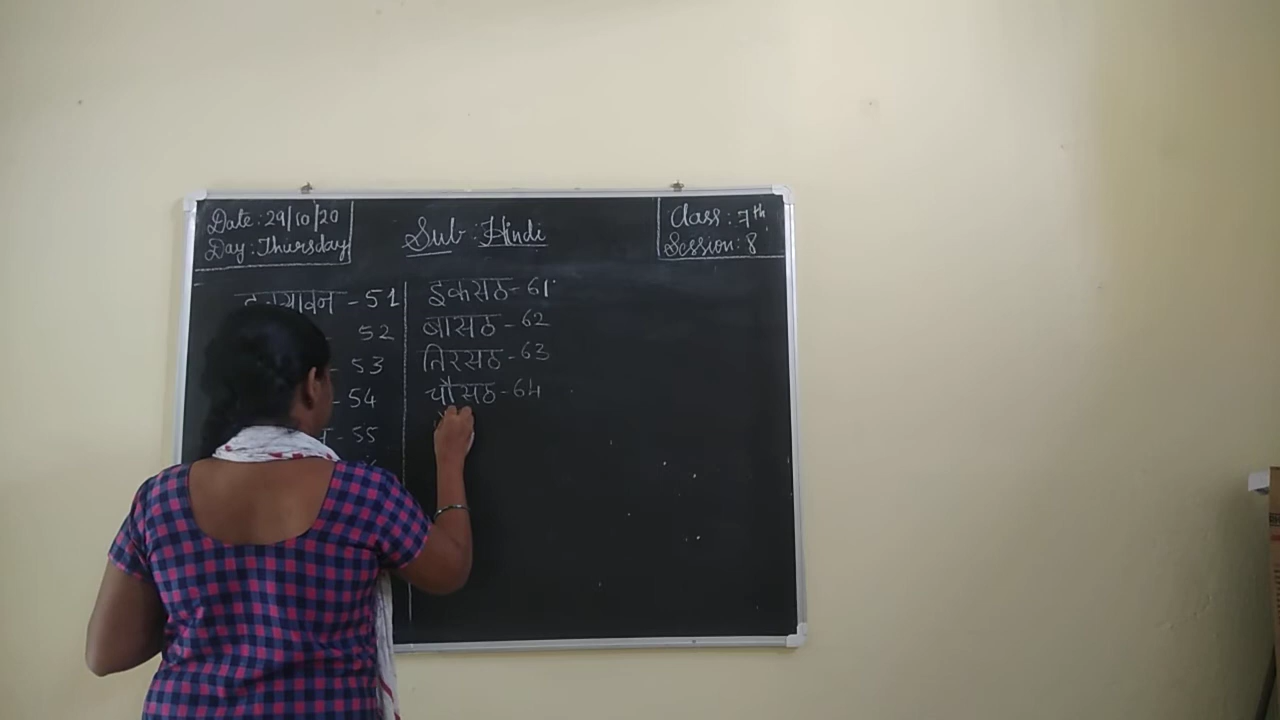 Date : 29/10/20
Day : Thursday
Sub : Hindi
Class : 7th
Session : 8
- 51
52
- 53
- 54
न - 55
इकसठ - 61
बासठ - 62
तिरसठ - 63
चौसठ - 64